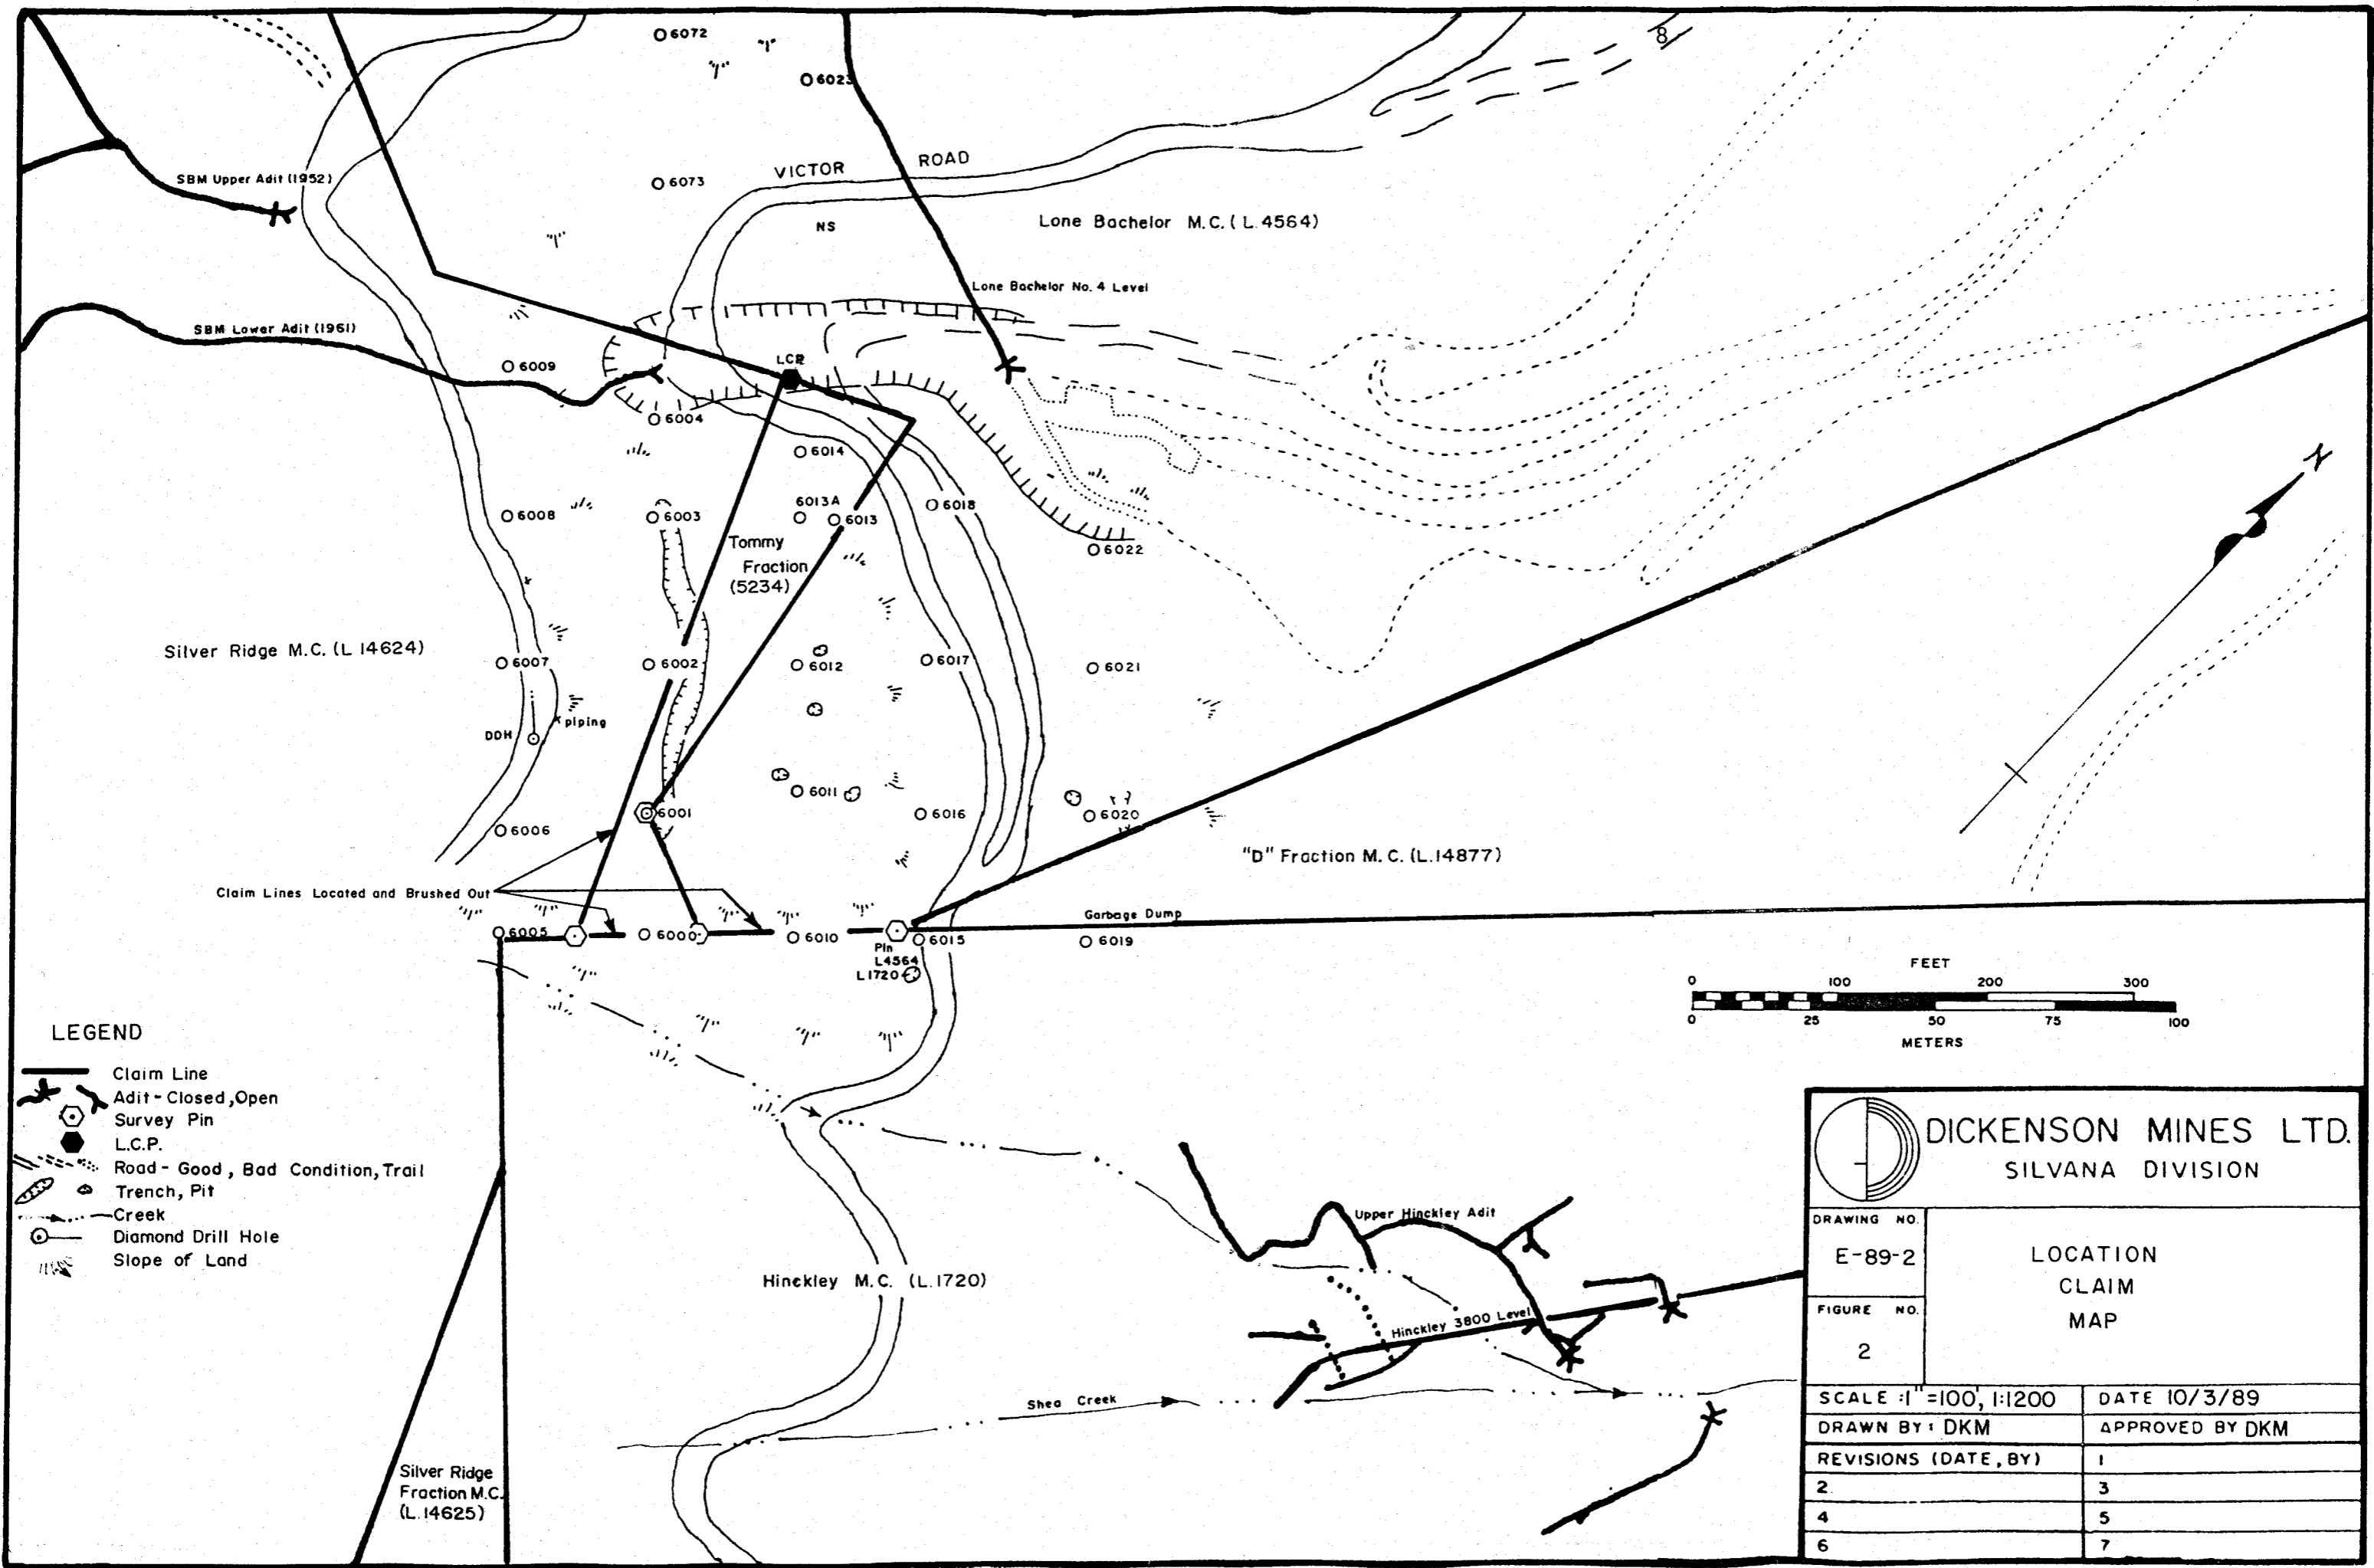 6072
8
6023
VICTOR ROAD
SBM Upper Adit (1952)
6073
NS
Lone Bachelor M.C. (L.4564)
Lone Bachelor No. 4 Level
SBM Lower Adit (1961)
LCP
6009
6004
6014
N
6013A
6008
6003
6013
6018
Tommy
Fraction
(5234)
6022
Silver Ridge M.C. (L 14624)
6007
6002
6012
6017
6021
piping
DDH
6011
6001
6016
6020
6006
"D" Fraction M.C. (L.14877)
Claim Lines Located and Brushed Out
Garbage Dump
6005
6000
6010
6015
6019
Pin
L4564
L1720
FEET
0 100 200 300
0 25 50 75 100
METERS
LEGEND
Claim Line
Adit-Closed, Open
Survey Pin
L.C.P.
Road - Good, Bad Condition, Trail
Trench, Pit
Creek
Diamond Drill Hole
Slope of Land
Upper Hinckley Adit
Hinckley M.C. (L.1720)
Hinckley 3800 Level
Shea Creek
Silver Ridge
Fraction M.C.
(L.14625)
DICKENSON MINES LTD.
SILVANA DIVISION
DRAWING NO.
E-89-2
LOCATION
CLAIM
MAP
FIGURE NO.
2
SCALE : 1"=100', 1:1200
DATE 10/3/89
DRAWN BY: DKM
APPROVED BY DKM
REVISIONS (DATE, BY)
1
2
3
4
5
6
7